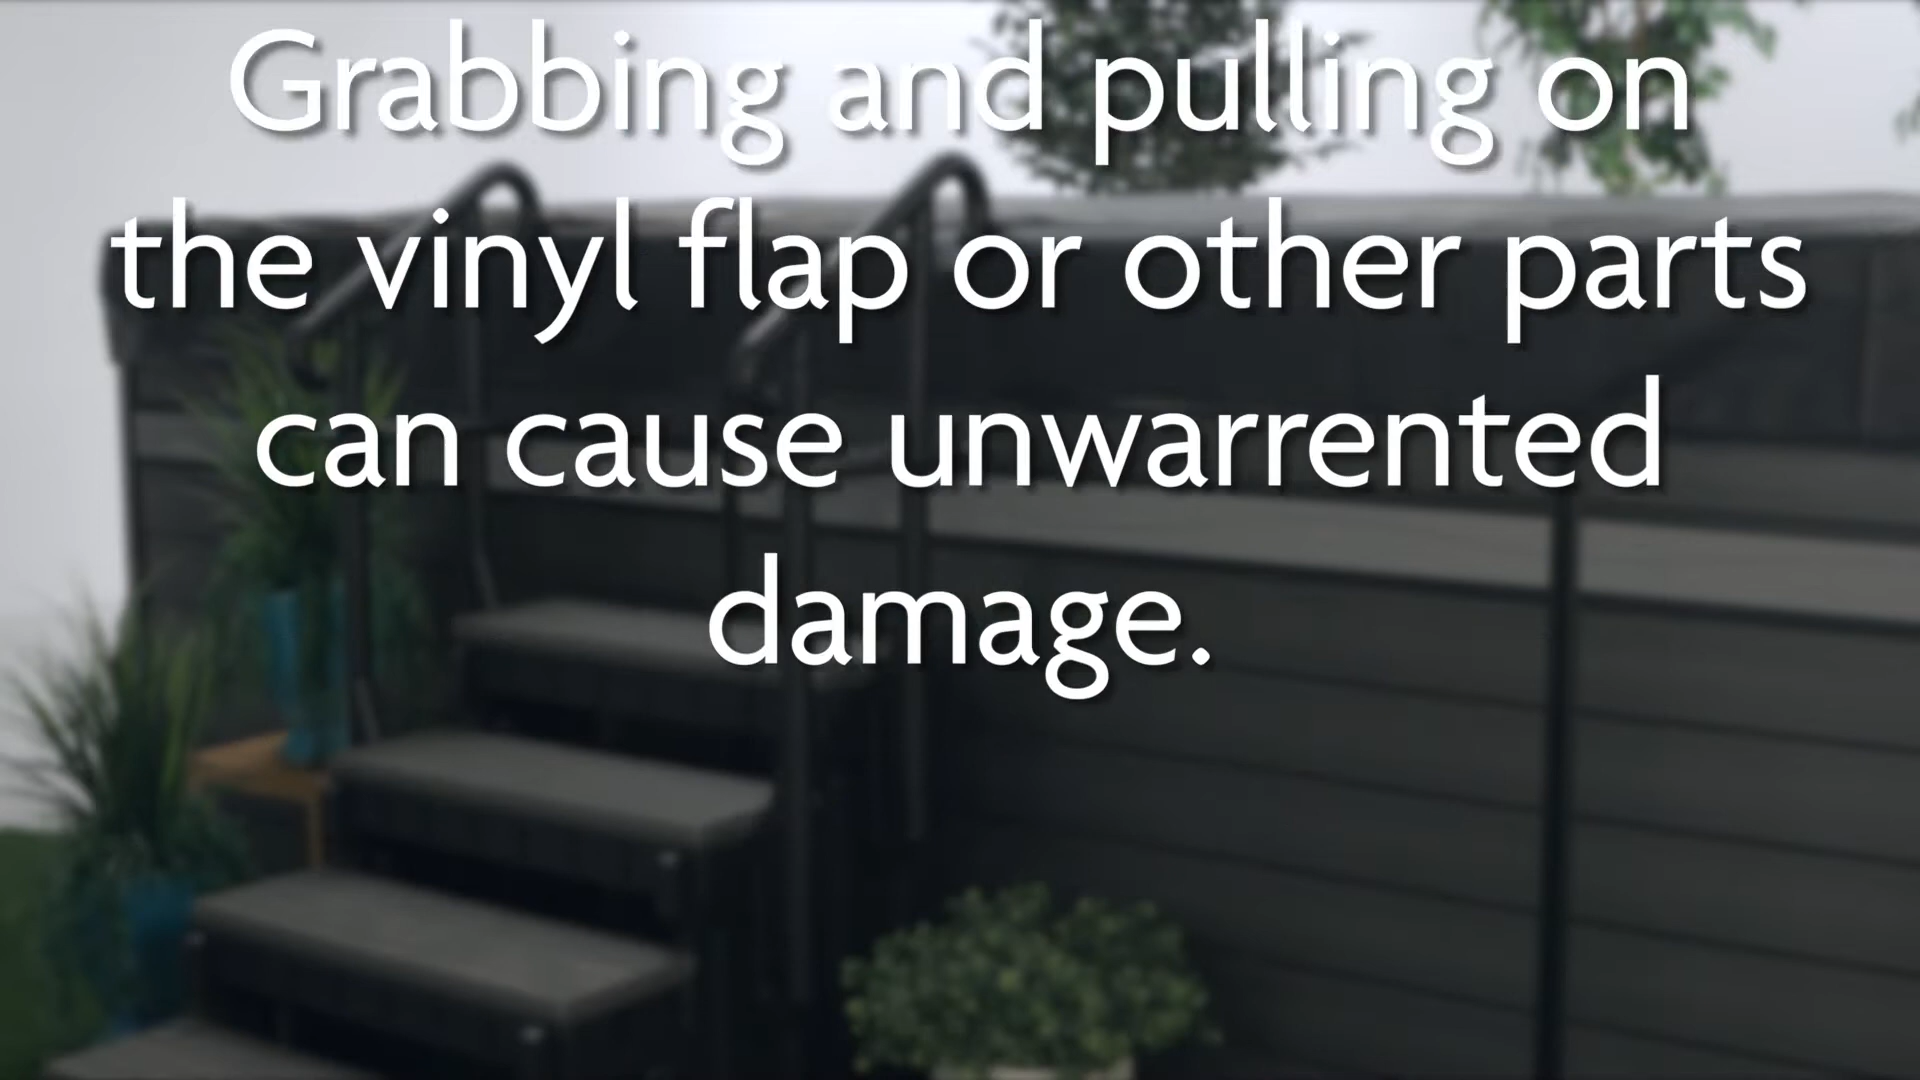 Grabbing and pulling on
the vinyl flap or other parts
can cause unwarrented
damage.